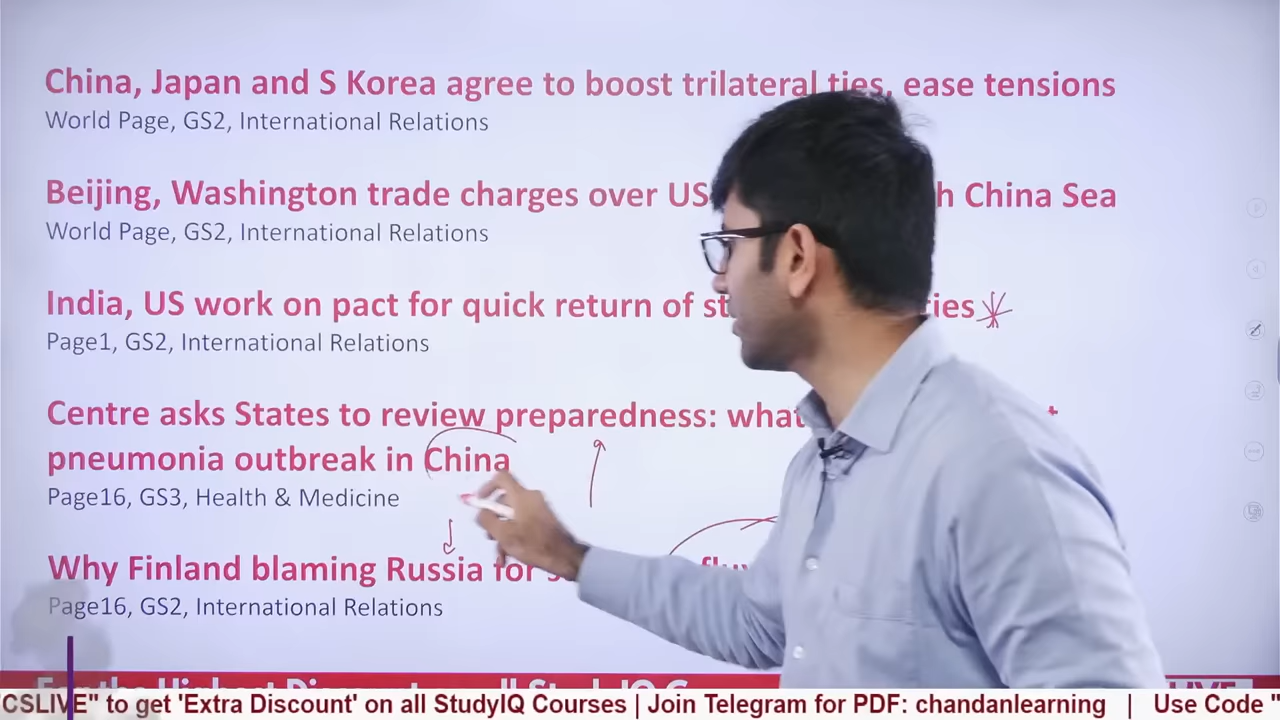 China, Japan and S Korea agree to boost trilateral ties, ease tensions
World Page, GS2, International Relations
Beijing, Washington trade charges over US China Sea
World Page, GS2, International Relations
India, US work on pact for quick return of
Page1, GS2, International Relations
Centre asks States to review preparedness: what
pneumonia outbreak in China
Page16, GS3, Health & Medicine
Why Finland blaming Russia for
Page16, GS2, International Relations
CSLIVE" to get 'Extra Discount' on all StudyIQ Courses | Join Telegram for PDF: chandanlearning | Use Code "